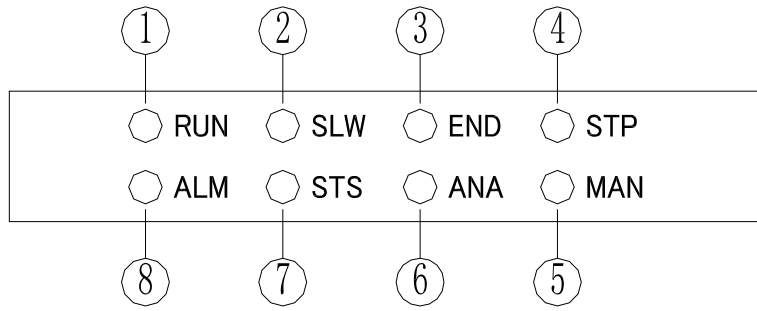 1 2 3 4
RUN SLW END STP
ALM STS ANA MAN
8 7 6 5